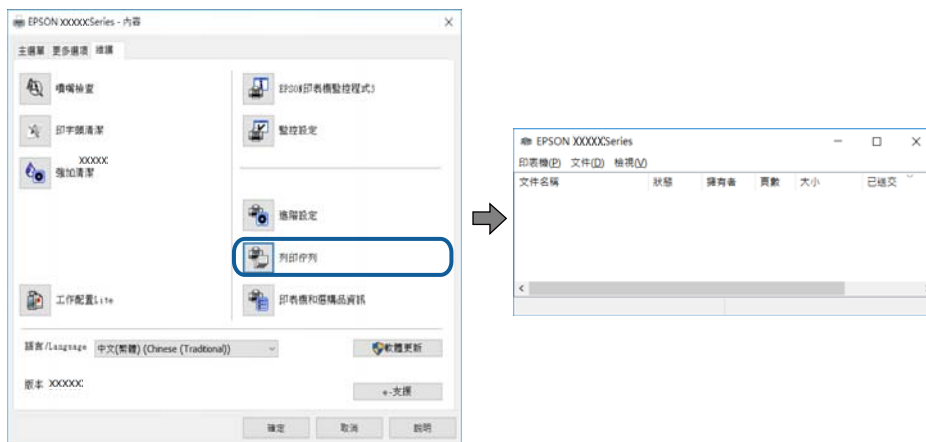 EPSON XXXXX Series - 內容
主選單 更多選項 維護
噴嘴檢查
EPSON印表機監控程式3
印字頭清潔
監控設定
XXXXX
強力清潔
進階設定
列印佇列
工作配置Lite
印表機和選購品資訊
語言/Language 中文(繁體) (Chinese (Traditional))
軟體更新
版本 XXXXX
e-支援
確定 取消 說明
EPSON XXXXX Series
印表機(P) 文件(D) 檢視(V)
文件名稱 狀態 擁有者 頁數 大小 已送交